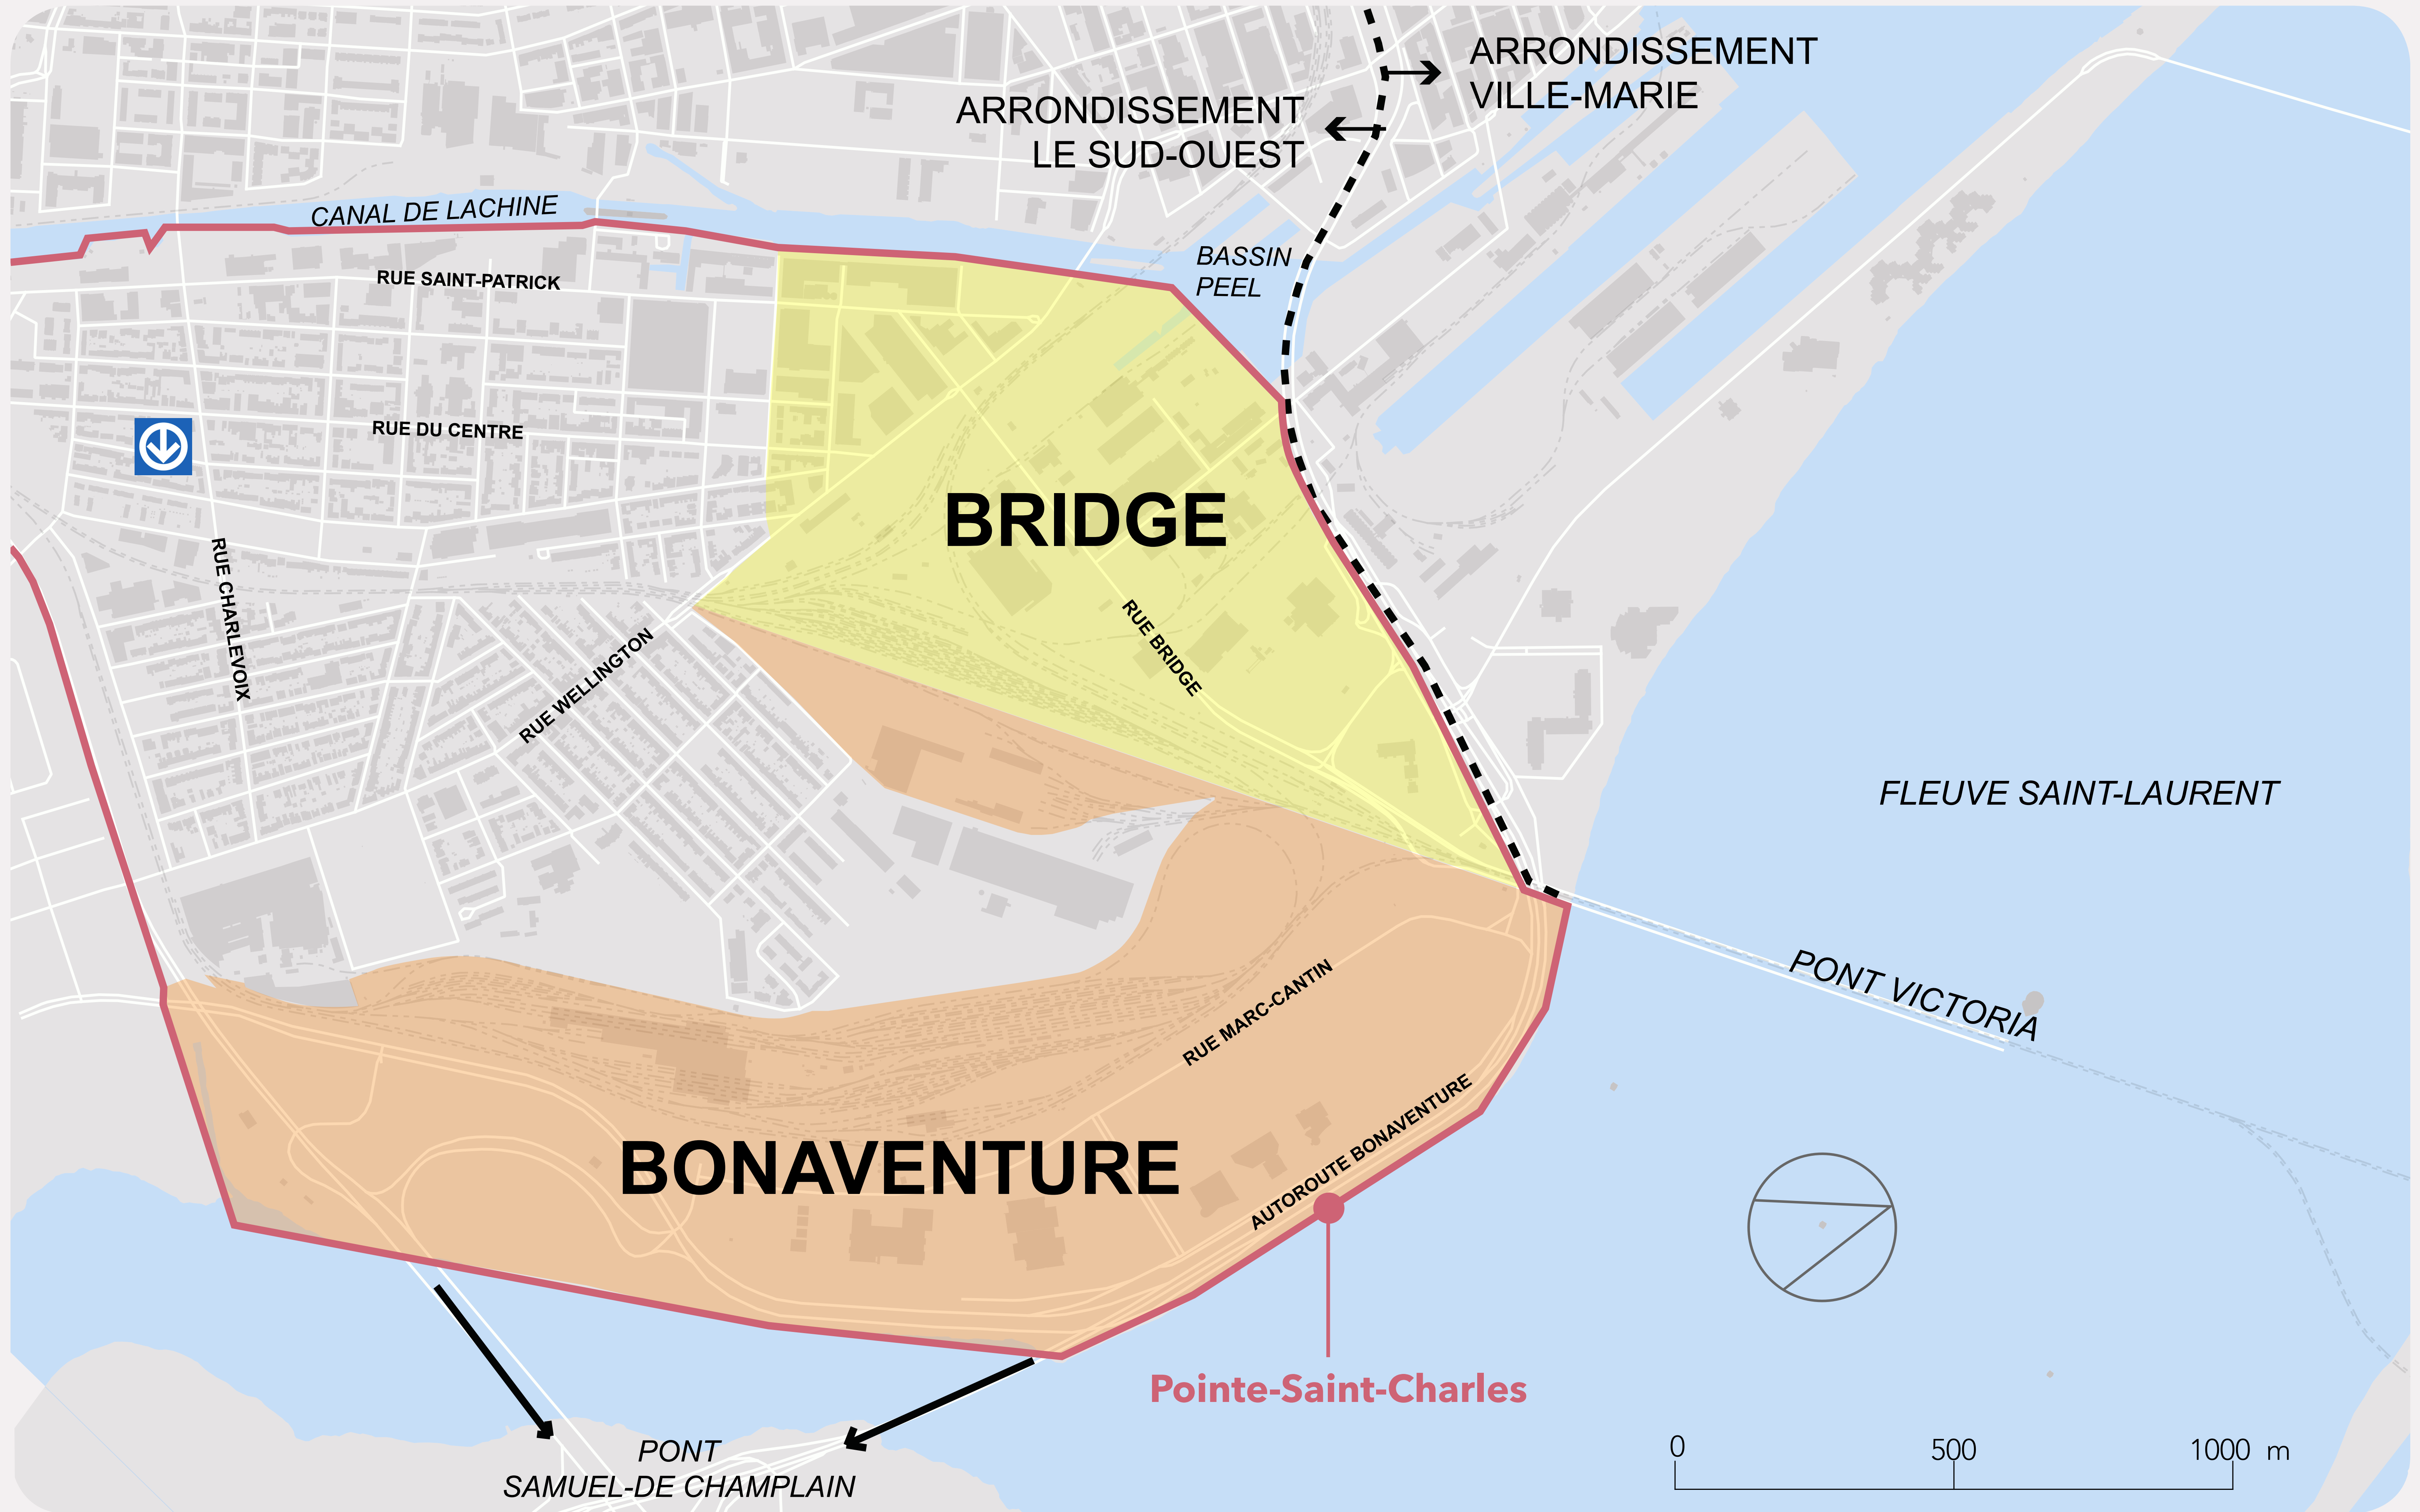 ARRONDISSEMENT
VILLE-MARIE
ARRONDISSEMENT
LE SUD-OUEST
CANAL DE LACHINE
BASSIN
PEEL
RUE SAINT-PATRICK
RUE DU CENTRE
BRIDGE
RUE CHARLEVOIX
RUE WELLINGTON
RUE BRIDGE
FLEUVE SAINT-LAURENT
PONT VICTORIA
RUE MARC-CANTIN
AUTOROUTE BONAVENTURE
BONAVENTURE
Pointe-Saint-Charles
PONT
SAMUEL-DE CHAMPLAIN
0 500 1000 m